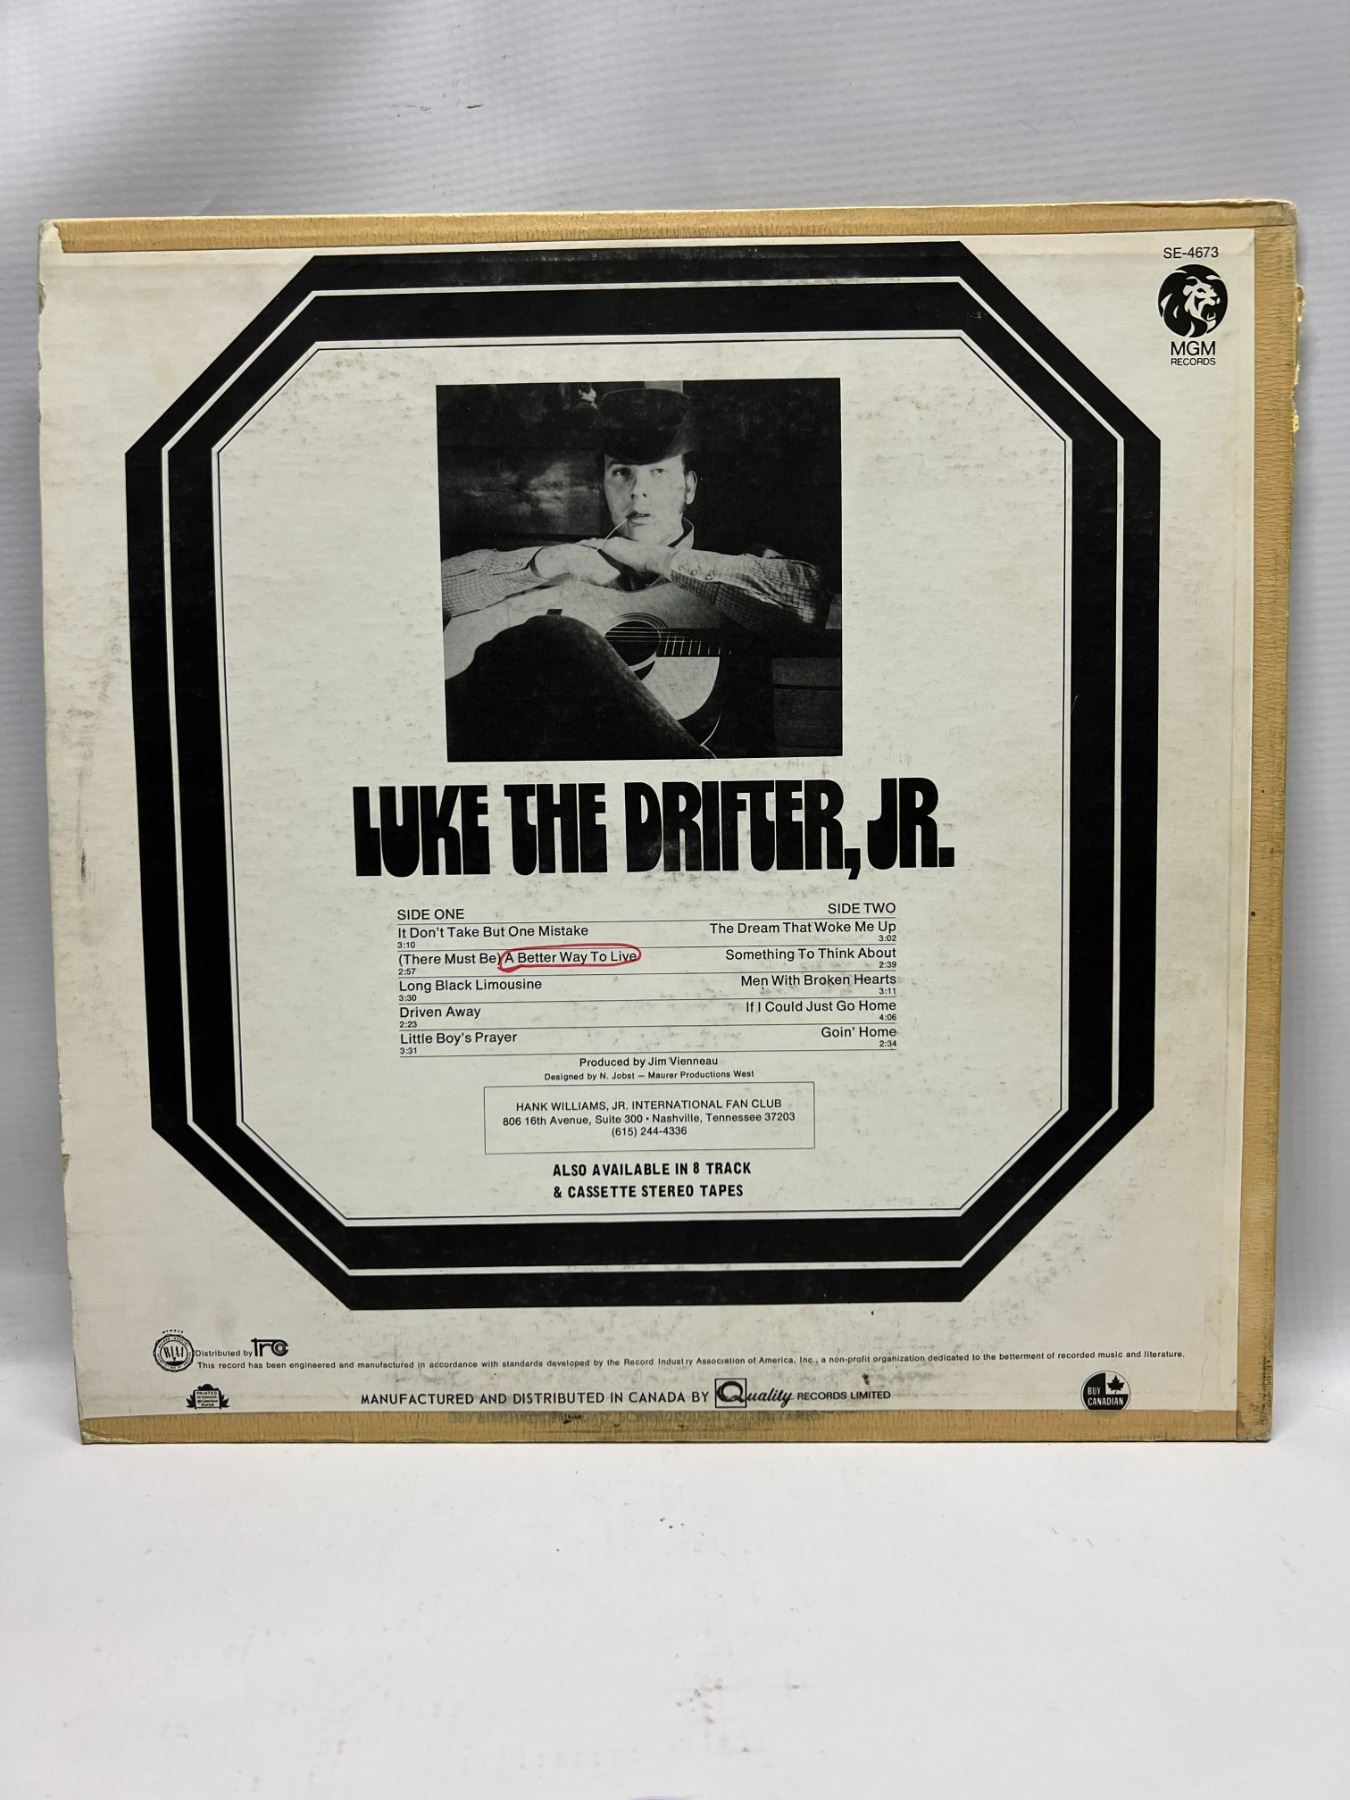 SE-4673
MGM
RECORDS
LUKE THE DRIFTER, JR.
SIDE ONE
It Don't Take But One Mistake
3:10
(There Must Be) A Better Way To Live
2:57
Long Black Limousine
3:30
Driven Away
2:23
Little Boy's Prayer
3:31
SIDE TWO
The Dream That Woke Me Up
3:02
Something To Think About
2:39
Men With Broken Hearts
3:11
If I Could Just Go Home
4:06
Goin' Home
2:34
Produced by Jim Vienneau
Designed by N. Jobst — Maurer Productions West
HANK WILLIAMS, JR. INTERNATIONAL FAN CLUB
806 16th Avenue, Suite 300 • Nashville, Tennessee 37203
(615) 244-4336
ALSO AVAILABLE IN 8 TRACK
& CASSETTE STEREO TAPES
RIAA
Distributed by
This record has been engineered and manufactured in accordance with standards developed by the Record Industry Association of America, Inc., a non-profit organization dedicated to the betterment of recorded music and literature.
PRINTED
MANUFACTURED AND DISTRIBUTED IN CANADA BY Quality RECORDS LIMITED
BUY
CANADIAN